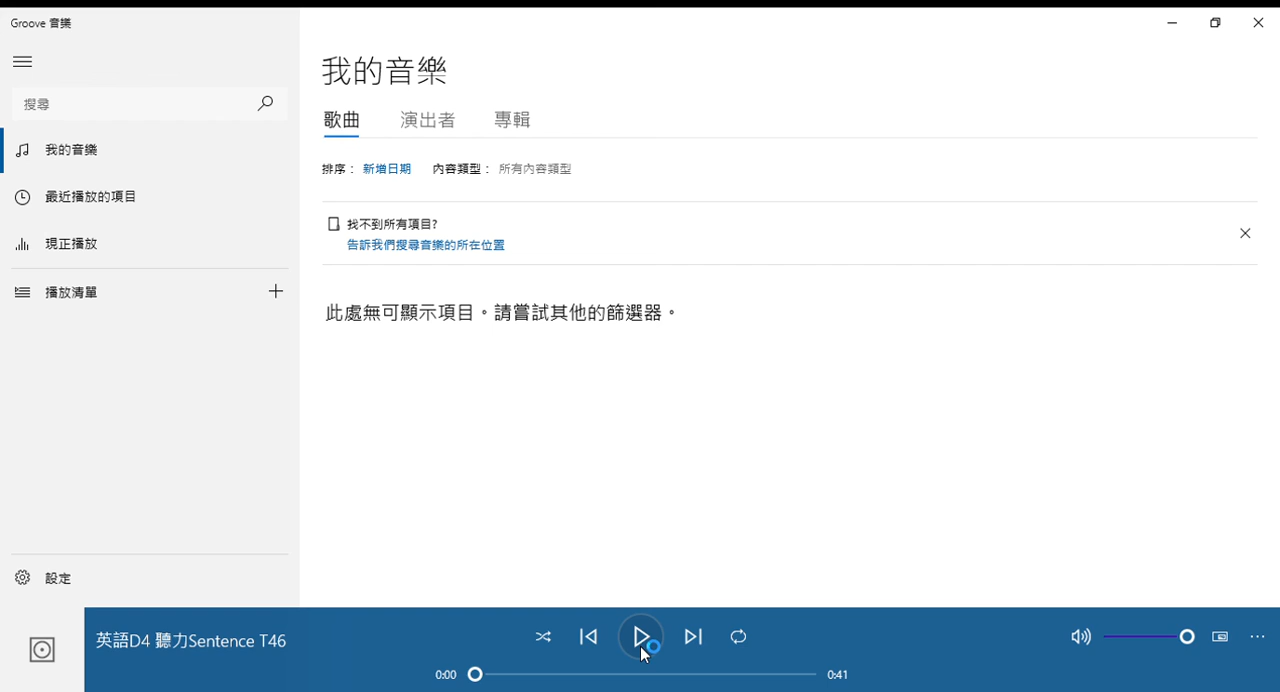 Groove 音樂
搜尋
我的音樂
最近播放的項目
現正播放
播放清單
設定
我的音樂
歌曲 演出者 專輯
排序： 新增日期 內容類型： 所有內容類型
找不到所有項目?
告訴我們搜尋音樂的所在位置
此處無可顯示項目。請嘗試其他的篩選器。
英語D4 聽力Sentence T46
0:00 0:41